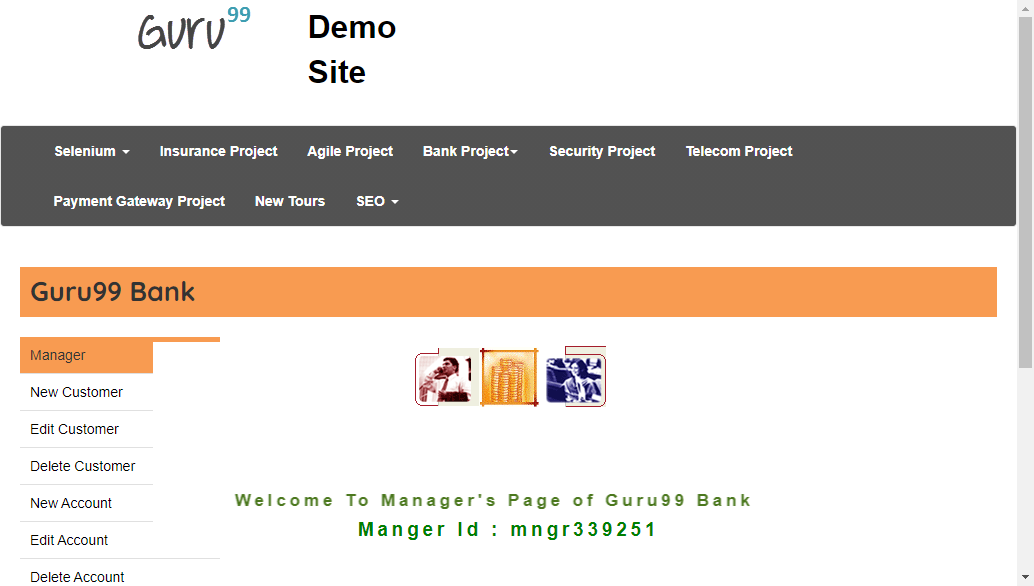 Guru99
Demo
Site
Selenium Insurance Project Agile Project Bank Project Security Project Telecom Project
Payment Gateway Project New Tours SEO
Guru99 Bank
Manager
New Customer
Edit Customer
Delete Customer
New Account
Edit Account
Delete Account
Welcome To Manager's Page of Guru99 Bank
Manger Id : mngr339251